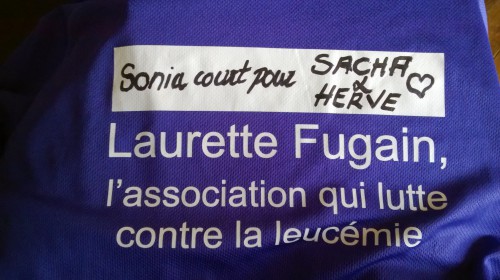 Sonia court pour SACHA
& HERVE ♡
Laurette Fugain,
l'association qui lutte
contre la leucémie